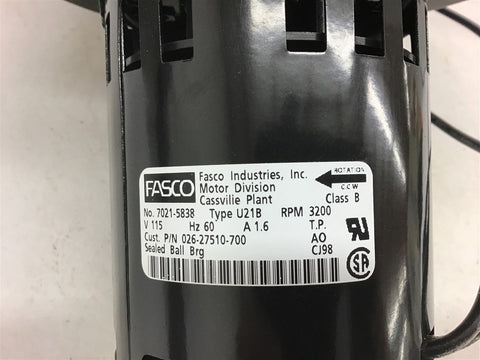 FASCO
Fasco Industries, Inc.
Motor Division
Cassville Plant
ROTATION
CCW
Class B
No. 7021-5838 Type U21B RPM 3200
V 115 Hz 60 A 1.6 T.P.
Cust. P/N 026-27510-700 AO
Sealed Ball Brg CJ98